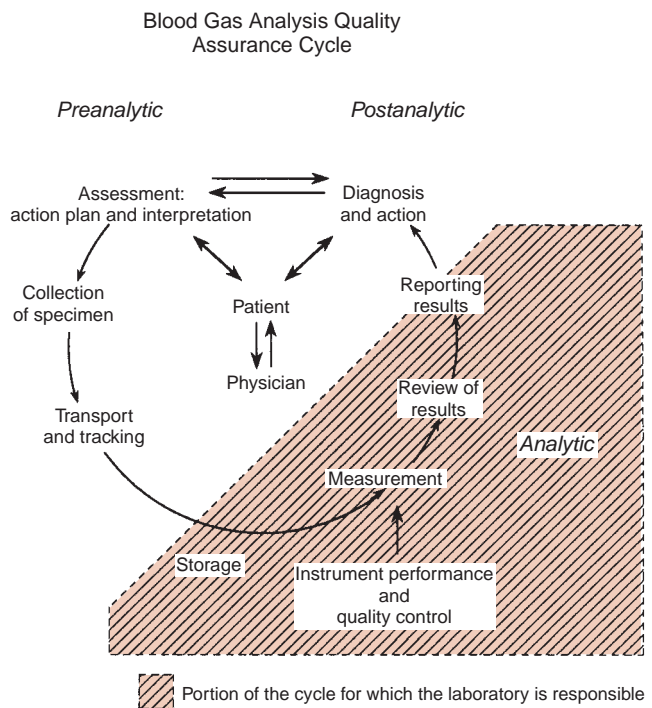 Blood Gas Analysis Quality
Assurance Cycle
Preanalytic
Postanalytic
Assessment:
action plan and interpretation
Diagnosis
and action
Collection
of specimen
Patient
Reporting
results
Physician
Transport
and tracking
Review of
results
Analytic
Measurement
Storage
Instrument performance
and
quality control
Portion of the cycle for which the laboratory is responsible